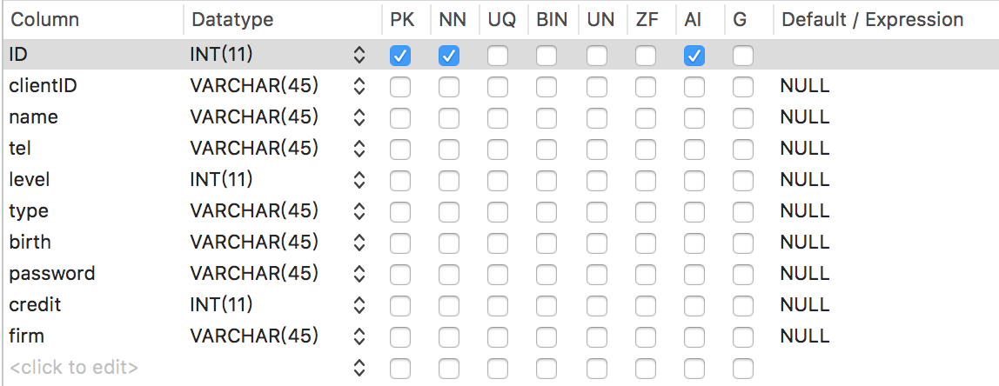 Column Datatype PK NN UQ BIN UN ZF AI G Default / Expression
ID INT(11)
clientID VARCHAR(45) NULL
name VARCHAR(45) NULL
tel VARCHAR(45) NULL
level INT(11) NULL
type VARCHAR(45) NULL
birth VARCHAR(45) NULL
password VARCHAR(45) NULL
credit INT(11) NULL
firm VARCHAR(45) NULL
<click to edit>